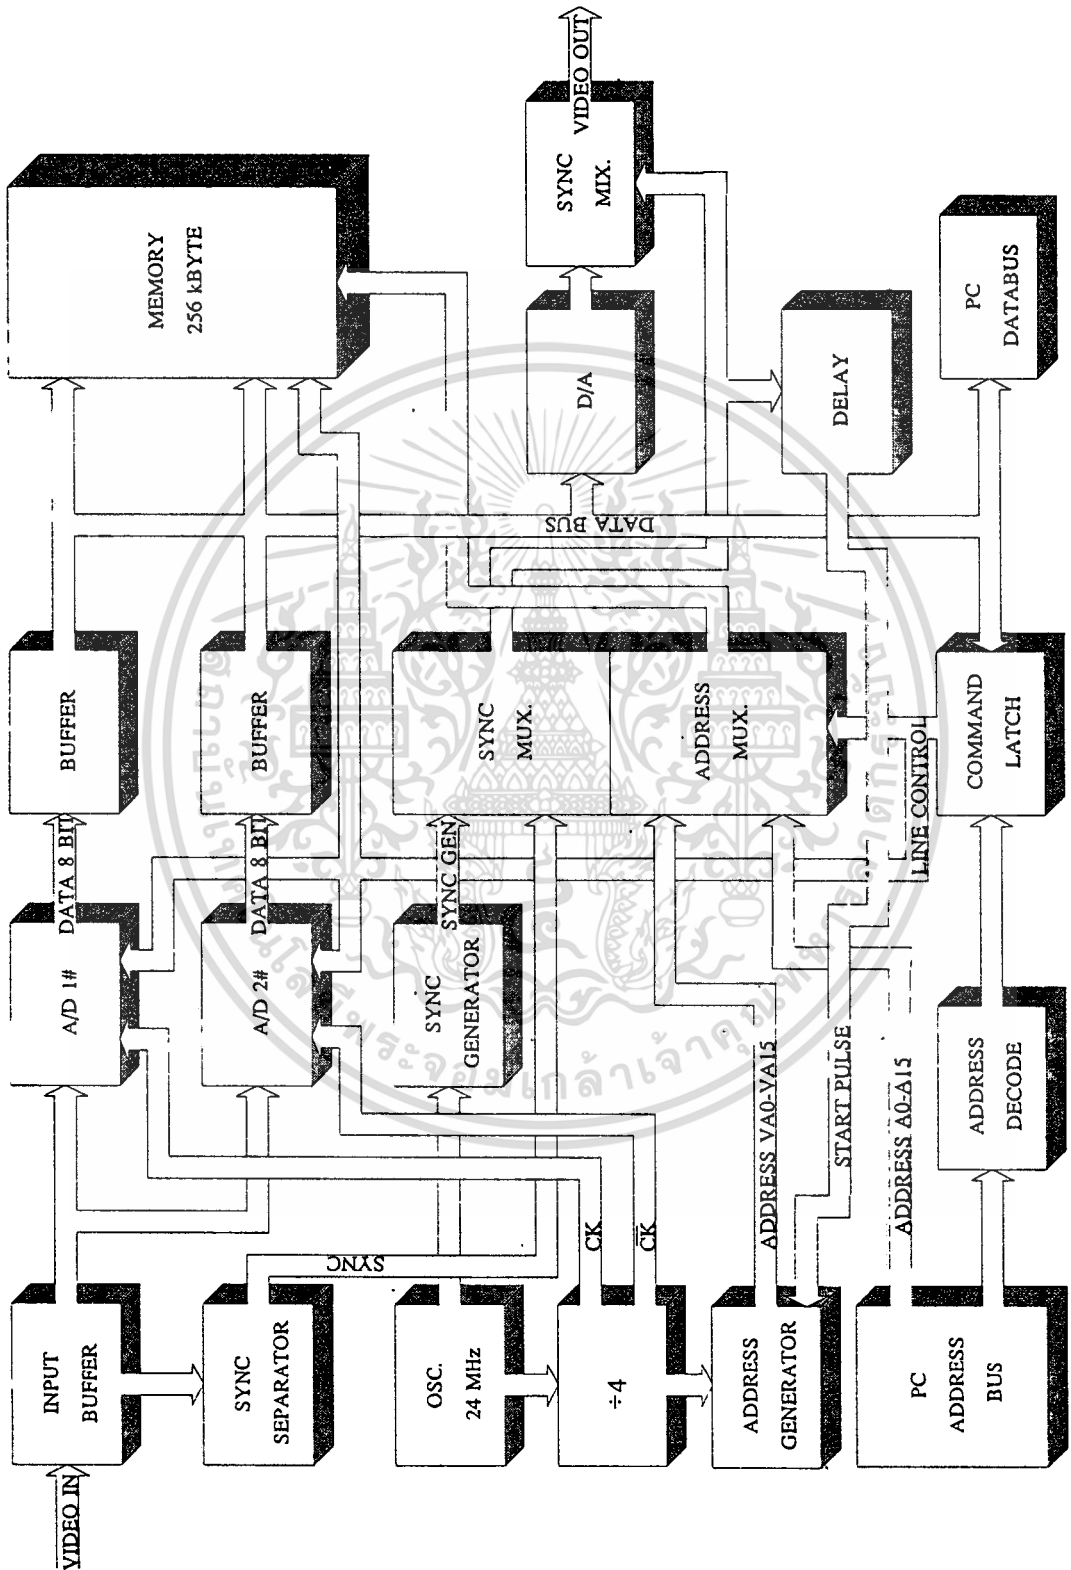 VIDEO IN
INPUT
BUFFER
A/D 1#
DATA 8 BIT
BUFFER
MEMORY
256 kBYTE
SYNC
SEPARATOR
A/D 2#
DATA 8 BIT
BUFFER
SYNC
OSC.
24 MHz
SYNC
GENERATOR
SYNC GEN
SYNC
MUX.
DATA BUS
D/A
SYNC
MIX.
VIDEO OUT
÷4
CK
C̅K̅
ADDRESS
GENERATOR
ADDRESS VA0-VA15
ADDRESS
MUX.
START PULSE
DELAY
PC
ADDRESS
BUS
ADDRESS A0-A15
LINE CONTROL
ADDRESS
DECODE
COMMAND
LATCH
PC
DATABUS